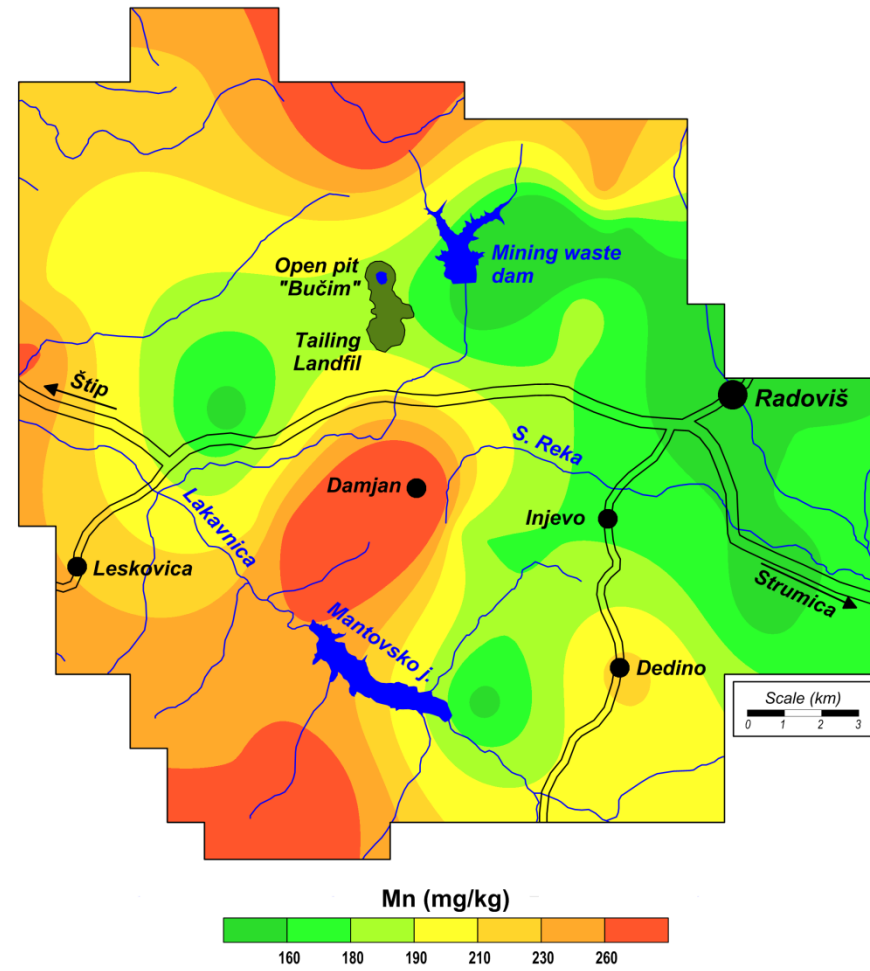 Open pit
"Bučim"
Mining waste
dam
Tailing
Landfil
Štip
Radoviš
S. Reka
Damjan
Injevo
Lakavnica
Leskovica
Strumica
Mantovsko j.
Dedino
Scale (km)
0 1 2 3
Mn (mg/kg)
160 180 190 210 230 260